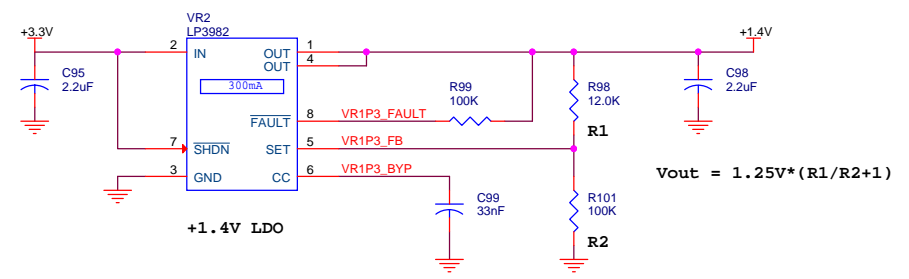 VR2
LP3982
+3.3V
+1.4V
2 IN OUT 1
OUT 4
C95
2.2uF
300mA
R99
100K
R98
12.0K
C98
2.2uF
FAULT 8 VR1P3_FAULT
R1
7 SHDN SET 5 VR1P3_FB
3 GND CC 6 VR1P3_BYP
Vout = 1.25V*(R1/R2+1)
C99
33nF
R101
100K
+1.4V LDO
R2